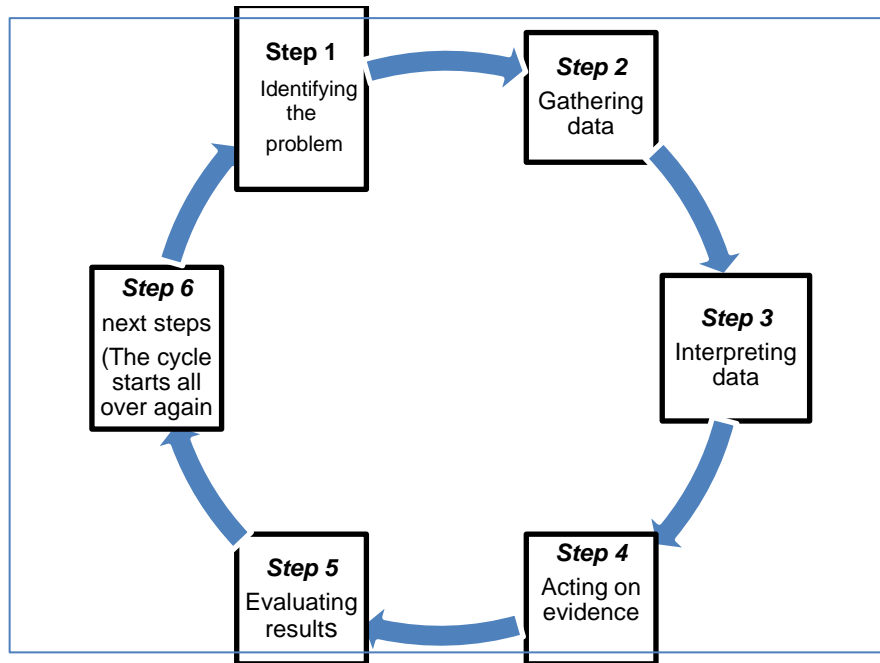 Step 1
Identifying
the
problem
Step 2
Gathering
data
Step 3
Interpreting
data
Step 4
Acting on
evidence
Step 5
Evaluating
results
Step 6
next steps
(The cycle
starts all
over again